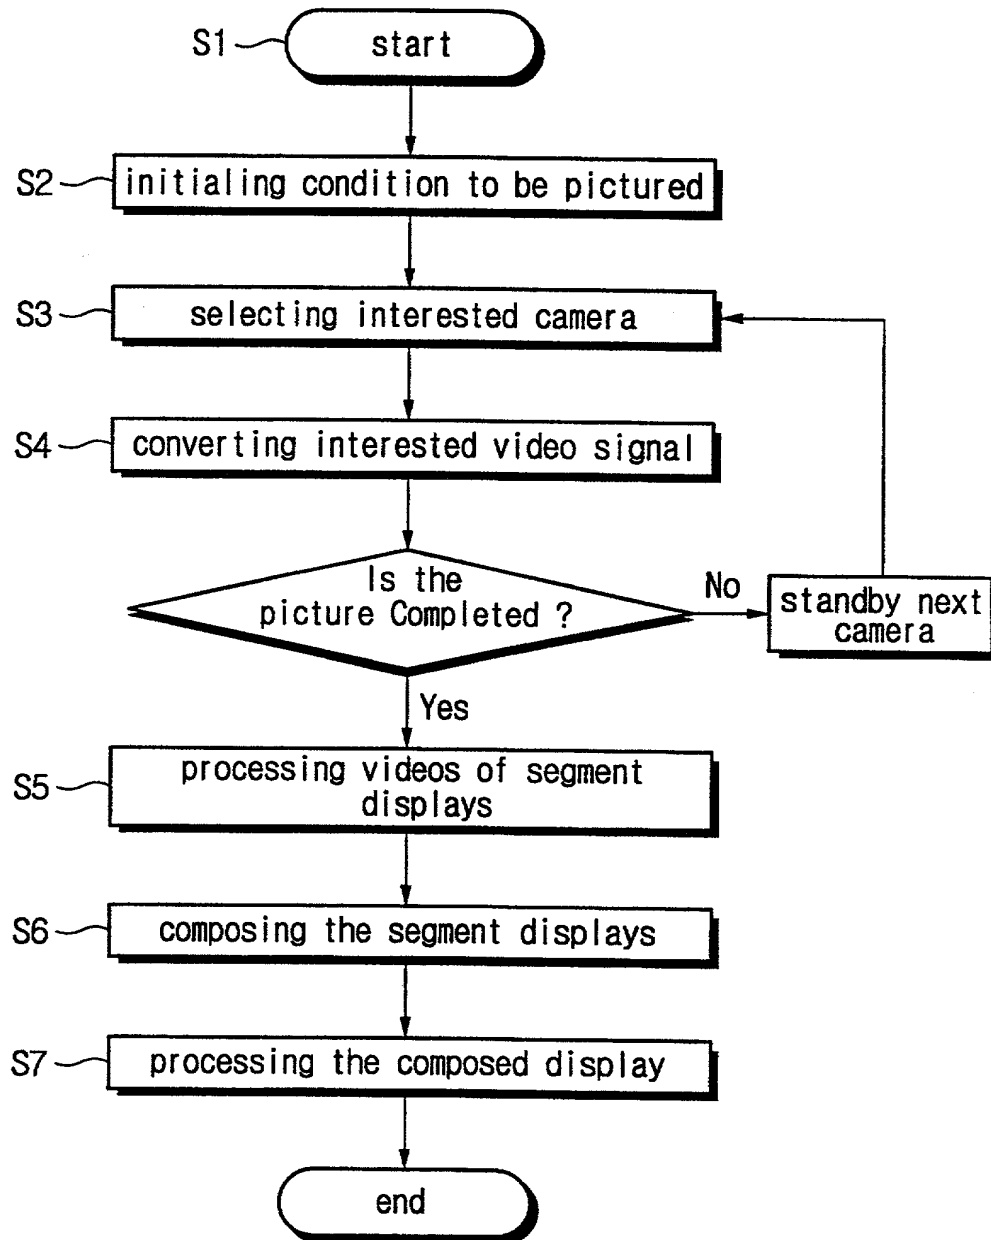 S1
start
S2
initialing condition to be pictured
S3
selecting interested camera
S4
converting interested video signal
Is the
picture Completed ?
No
standby next
camera
Yes
S5
processing videos of segment
displays
S6
composing the segment displays
S7
processing the composed display
end